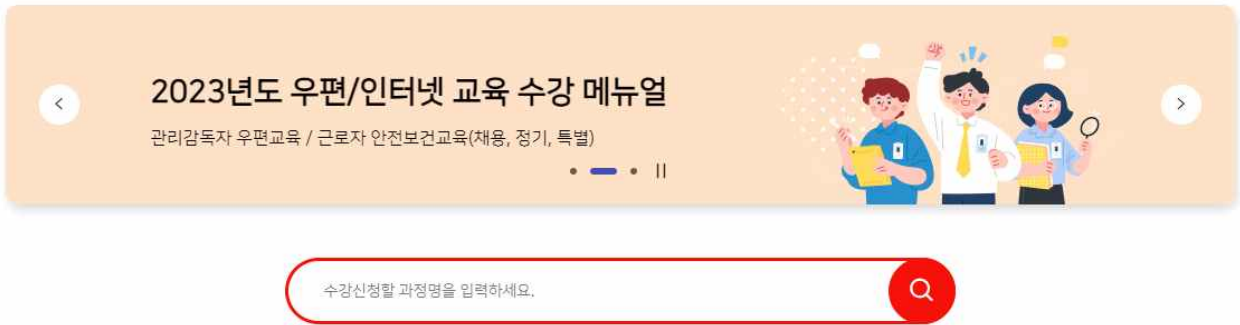 2023년도 우편/인터넷 교육 수강 메뉴얼
관리감독자 우편교육 / 근로자 안전보건교육(채용, 정기, 특별)
수강신청할 과정명을 입력하세요.